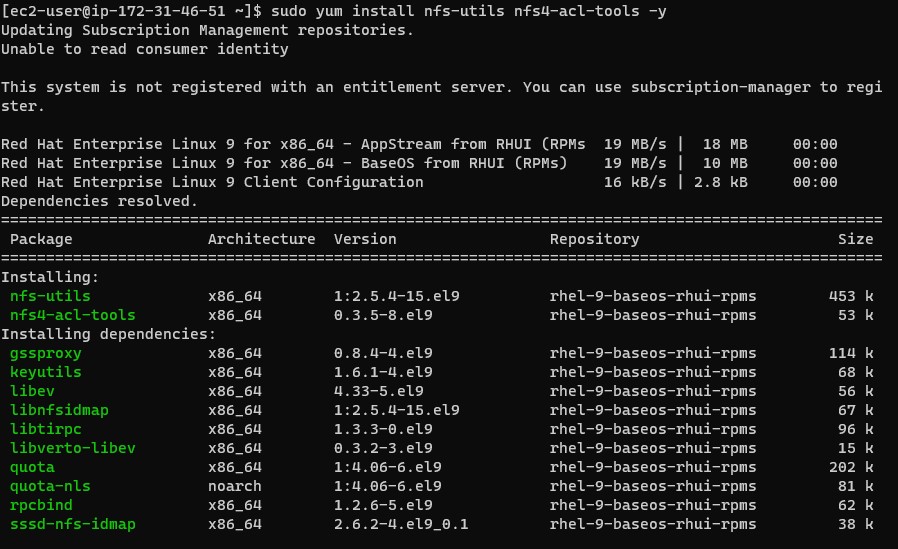 [ec2-user@ip-172-31-46-51 ~]$ sudo yum install nfs-utils nfs4-acl-tools -y
Updating Subscription Management repositories.
Unable to read consumer identity
This system is not registered with an entitlement server. You can use subscription-manager to regi
ster.
Red Hat Enterprise Linux 9 for x86_64 - AppStream from RHUI (RPMs  19 MB/s |  18 MB     00:00
Red Hat Enterprise Linux 9 for x86_64 - BaseOS from RHUI (RPMs)    19 MB/s |  10 MB     00:00
Red Hat Enterprise Linux 9 Client Configuration                    16 kB/s | 2.8 kB     00:00
Dependencies resolved.
==================================================================================================
 Package               Architecture  Version                 Repository                      Size
==================================================================================================
Installing:
 nfs-utils             x86_64        1:2.5.4-15.el9          rhel-9-baseos-rhui-rpms        453 k
 nfs4-acl-tools        x86_64        0.3.5-8.el9             rhel-9-baseos-rhui-rpms         53 k
Installing dependencies:
 gssproxy              x86_64        0.8.4-4.el9             rhel-9-baseos-rhui-rpms        114 k
 keyutils              x86_64        1.6.1-4.el9             rhel-9-baseos-rhui-rpms         68 k
 libev                 x86_64        4.33-5.el9              rhel-9-baseos-rhui-rpms         56 k
 libnfsidmap           x86_64        1:2.5.4-15.el9          rhel-9-baseos-rhui-rpms         67 k
 libtirpc              x86_64        1.3.3-0.el9             rhel-9-baseos-rhui-rpms         96 k
 libverto-libev        x86_64        0.3.2-3.el9             rhel-9-baseos-rhui-rpms         15 k
 quota                 x86_64        1:4.06-6.el9            rhel-9-baseos-rhui-rpms        202 k
 quota-nls             noarch        1:4.06-6.el9            rhel-9-baseos-rhui-rpms         81 k
 rpcbind               x86_64        1.2.6-5.el9             rhel-9-baseos-rhui-rpms         62 k
 sssd-nfs-idmap        x86_64        2.6.2-4.el9_0.1         rhel-9-baseos-rhui-rpms         38 k